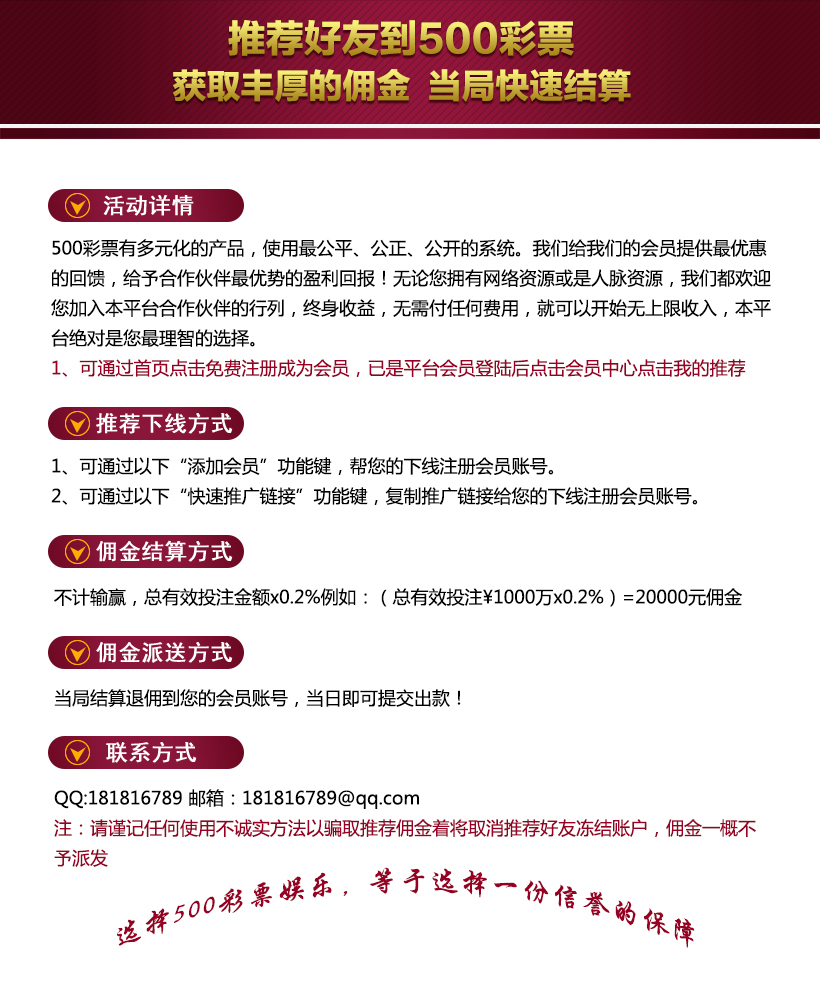 推荐好友到500彩票
获取丰厚的佣金 当局快速结算
活动详情
500彩票有多元化的产品，使用最公平、公正、公开的系统。我们给我们的会员提供最优惠
的回馈，给予合作伙伴最优势的盈利回报！无论您拥有网络资源或是人脉资源，我们都欢迎
您加入本平台合作伙伴的行列，终身收益，无需付任何费用，就可以开始无上限收入，本平
台绝对是您最理智的选择。
1、可通过首页点击免费注册成为会员，已是平台会员登陆后点击会员中心点击我的推荐
推荐下线方式
1、可通过以下“添加会员”功能键，帮您的下线注册会员账号。
2、可通过以下“快速推广链接”功能键，复制推广链接给您的下线注册会员账号。
佣金结算方式
不计输赢，总有效投注金额x0.2%例如：（总有效投注¥1000万x0.2%）=20000元佣金
佣金派送方式
当局结算退佣到您的会员账号，当日即可提交出款！
联系方式
QQ:181816789 邮箱：181816789@qq.com
注：请谨记任何使用不诚实方法以骗取推荐佣金着将取消推荐好友冻结账户，佣金一概不
予派发
选择500彩票娱乐，等于选择一份信誉的保障